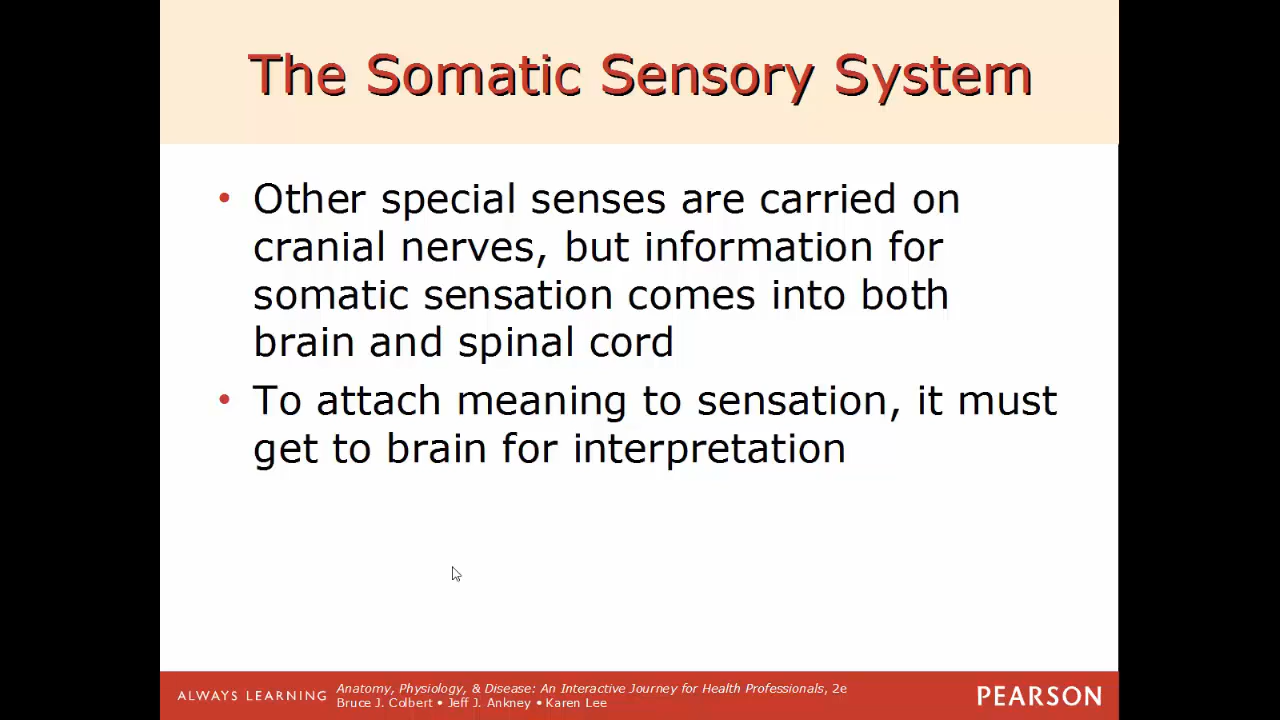 The Somatic Sensory System
• Other special senses are carried on
cranial nerves, but information for
somatic sensation comes into both
brain and spinal cord
• To attach meaning to sensation, it must
get to brain for interpretation
ALWAYS LEARNING
Anatomy, Physiology, & Disease: An Interactive Journey for Health Professionals, 2e
Bruce J. Colbert • Jeff J. Ankney • Karen Lee
PEARSON